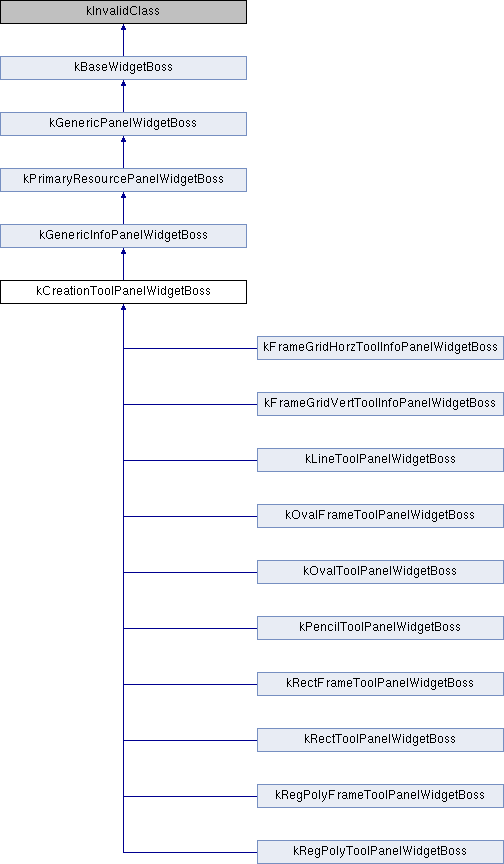 kInvalidClass
kBaseWidgetBoss
kGenericPanelWidgetBoss
kPrimaryResourcePanelWidgetBoss
kGenericInfoPanelWidgetBoss
kCreationToolPanelWidgetBoss
kFrameGridHorzToolInfoPanelWidgetBoss
kFrameGridVertToolInfoPanelWidgetBoss
kLineToolPanelWidgetBoss
kOvalFrameToolPanelWidgetBoss
kOvalToolPanelWidgetBoss
kPencilToolPanelWidgetBoss
kRectFrameToolPanelWidgetBoss
kRectToolPanelWidgetBoss
kRegPolyFrameToolPanelWidgetBoss
kRegPolyToolPanelWidgetBoss